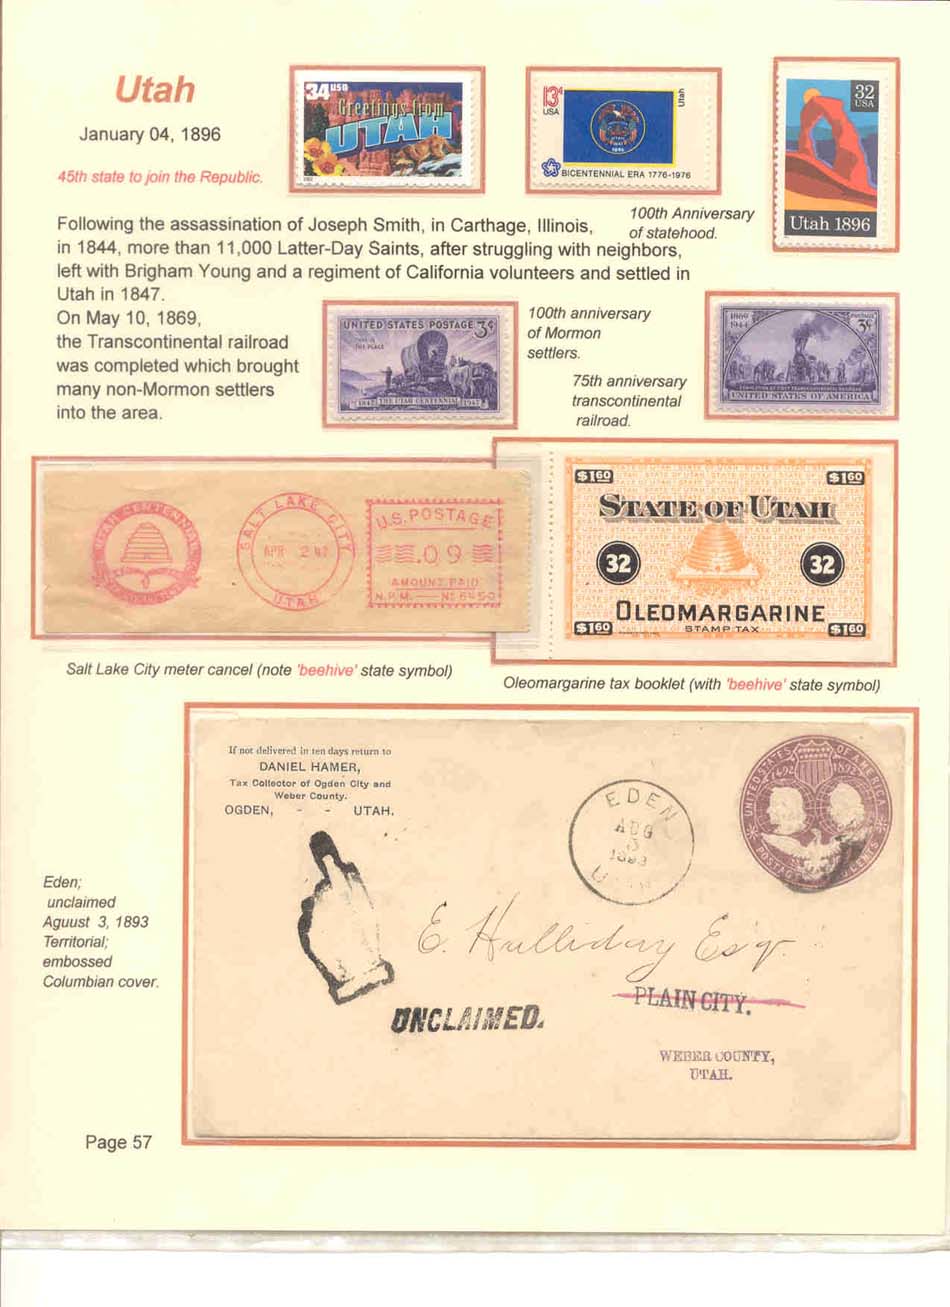 Utah
January 04, 1896
45th state to join the Republic.
34 USA
Greetings from
UTAH
13¢
USA
Utah
BICENTENNIAL ERA 1776-1976
32
USA
Utah 1896
100th Anniversary
of statehood.
Following the assassination of Joseph Smith, in Carthage, Illinois,
in 1844, more than 11,000 Latter-Day Saints, after struggling with neighbors,
left with Brigham Young and a regiment of California volunteers and settled in
Utah in 1847.
On May 10, 1869,
the Transcontinental railroad
was completed which brought
many non-Mormon settlers
into the area.
UNITED STATES POSTAGE 3¢
THIS IS
THE PLACE
1847 THE UTAH CENTENNIAL 1947
100th anniversary
of Mormon
settlers.
75th anniversary
transcontinental
railroad.
1869
1944
POSTAGE
3¢
UNITED STATES OF AMERICA
UTAH CENTENNIAL
SALT LAKE CITY
APR 2 47
UTAH
U.S. POSTAGE
.09
AMOUNT PAID
N.P.M.
$1.60 $1.60
STATE OF UTAH
32 32
OLEOMARGARINE
STAMP TAX
$1.60 $1.60
Salt Lake City meter cancel (note 'beehive' state symbol)
Oleomargarine tax booklet (with 'beehive' state symbol)
If not delivered in ten days return to
DANIEL HAMER,
Tax Collector of Ogden City and
Weber County.
OGDEN, - - UTAH.
EDEN
AUG
3
1893
UTAH
UNITED STATES OF AMERICA
1492 1892
POSTAGE CENTS
E. Halliday Esqr.
PLAIN CITY.
UNCLAIMED.
WEBER COUNTY,
UTAH.
Eden;
unclaimed
Aguust 3, 1893
Territorial;
embossed
Columbian cover.
Page 57